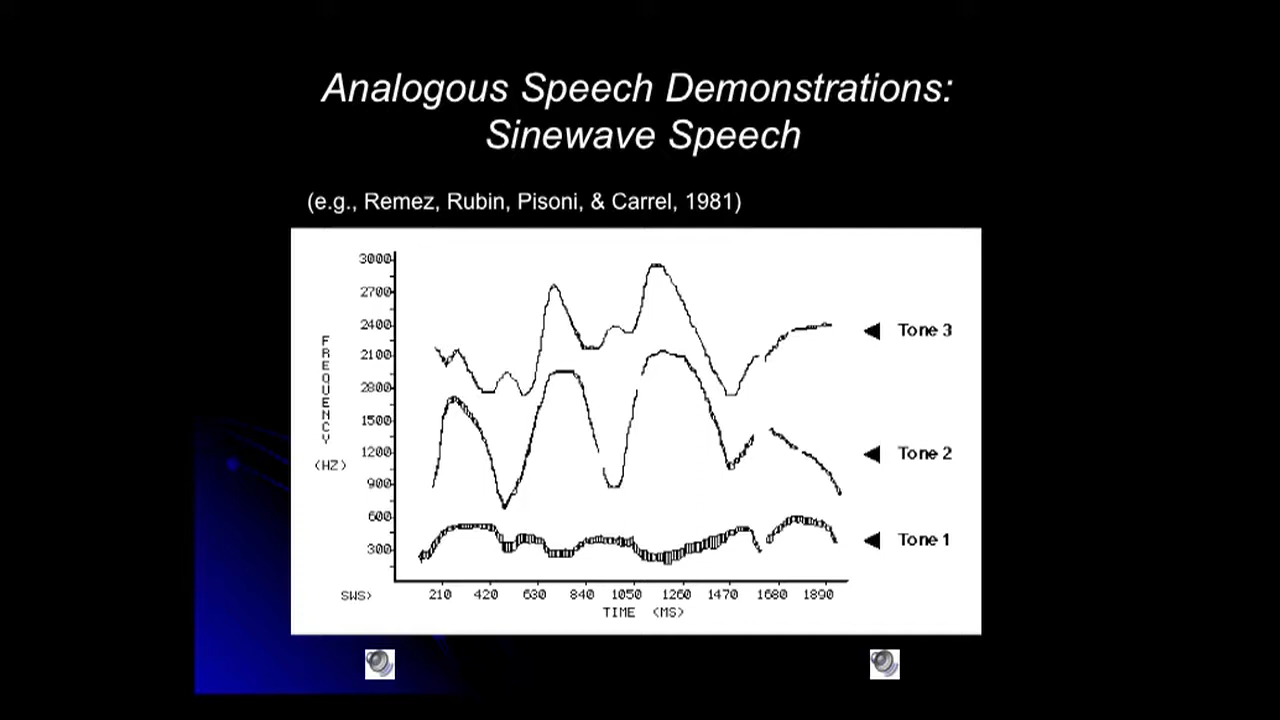 Analogous Speech Demonstrations:
Sinewave Speech
(e.g., Remez, Rubin, Pisoni, & Carrel, 1981)
3000
2700
2400
2100
2800
1500
1200
900
600
300
FREQUENCY
(HZ)
Tone 3
Tone 2
Tone 1
SWS>
210 420 630 840 1050 1260 1470 1680 1890
TIME (MS)